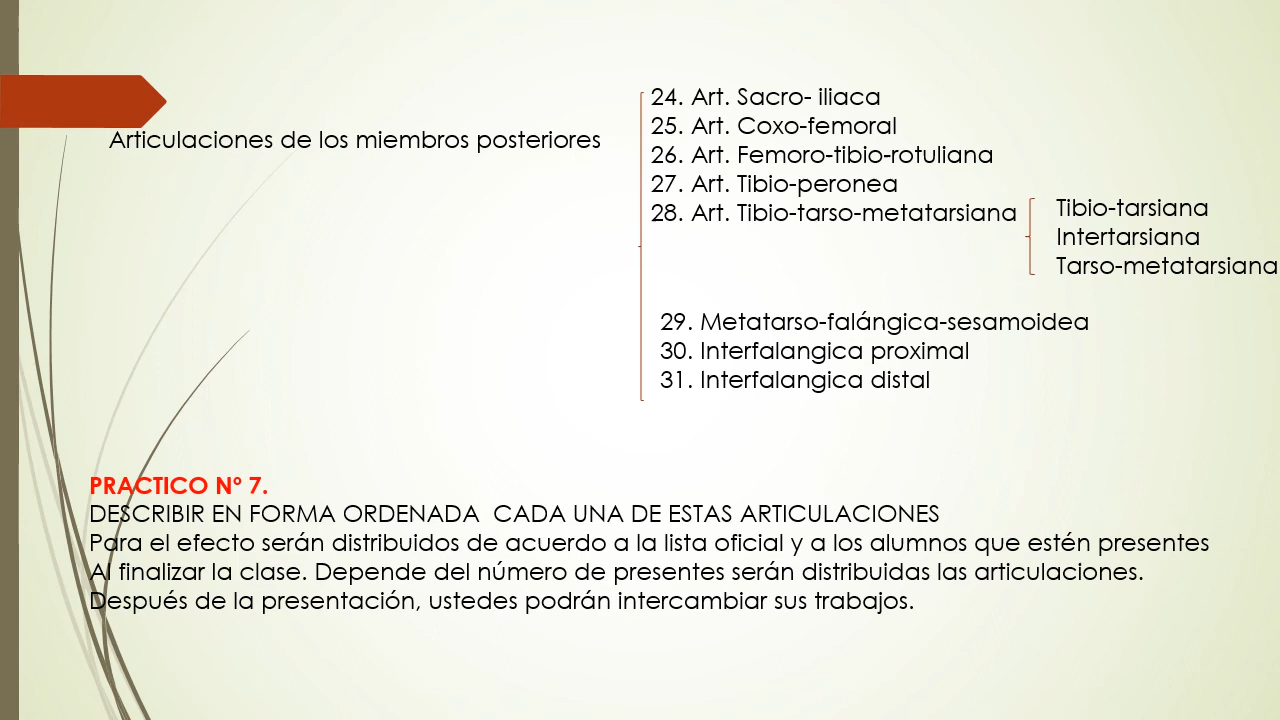 Articulaciones de los miembros posteriores
24. Art. Sacro- iliaca
25. Art. Coxo-femoral
26. Art. Femoro-tibio-rotuliana
27. Art. Tibio-peronea
28. Art. Tibio-tarso-metatarsiana
Tibio-tarsiana
Intertarsiana
Tarso-metatarsiana
29. Metatarso-falángica-sesamoidea
30. Interfalangica proximal
31. Interfalangica distal
PRACTICO Nº 7.
DESCRIBIR EN FORMA ORDENADA  CADA UNA DE ESTAS ARTICULACIONES
Para el efecto serán distribuidos de acuerdo a la lista oficial y a los alumnos que estén presentes
Al finalizar la clase. Depende del número de presentes serán distribuidas las articulaciones.
Después de la presentación, ustedes podrán intercambiar sus trabajos.